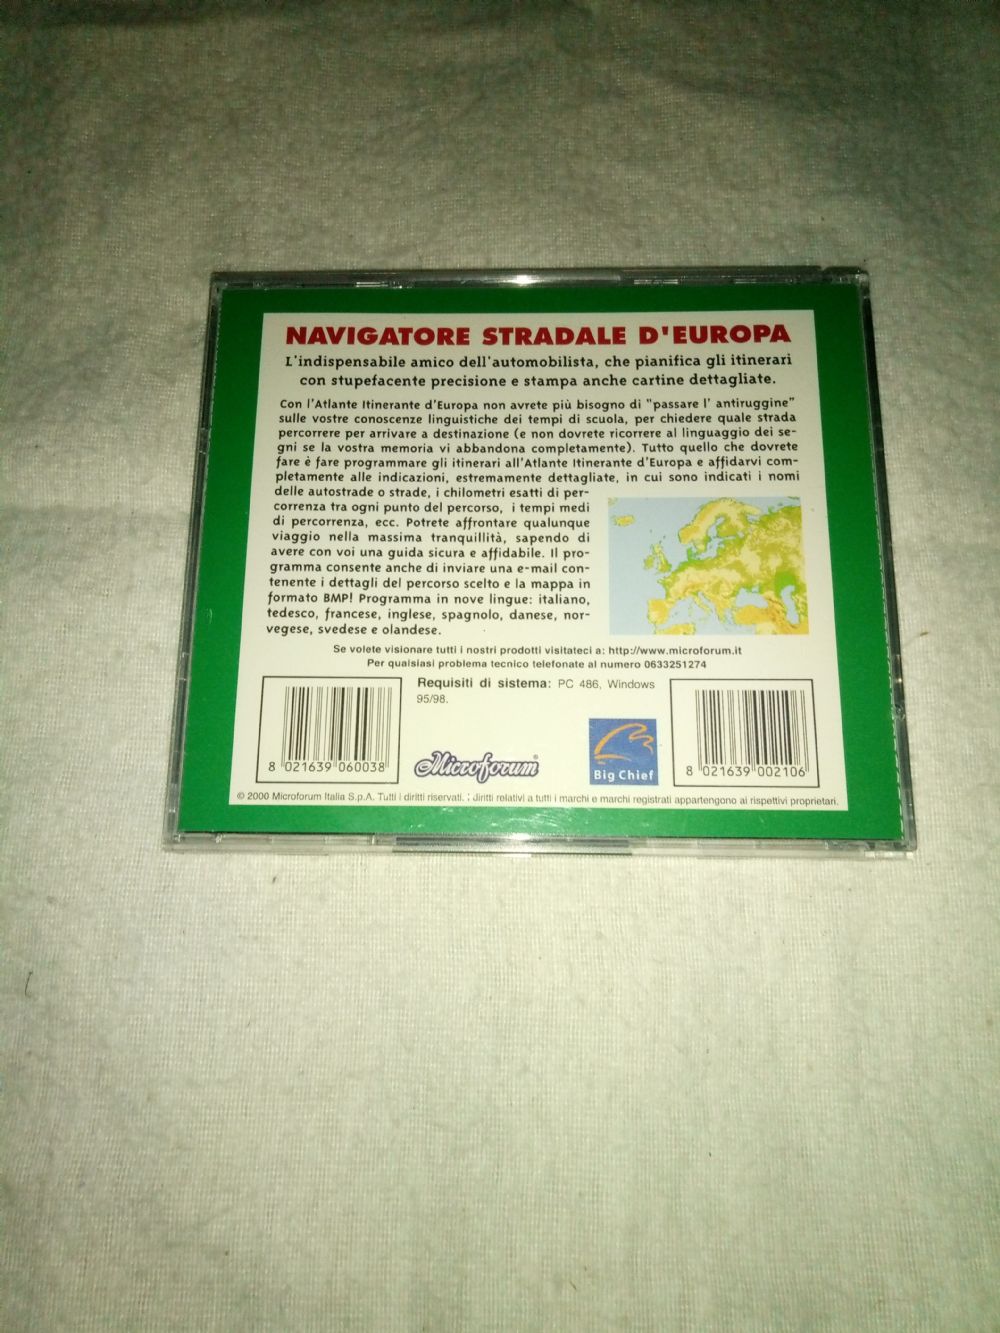 NAVIGATORE STRADALE D'EUROPA
L'indispensabile amico dell'automobilista, che pianifica gli itinerari
con stupefacente precisione e stampa anche cartine dettagliate.
Con l'Atlante Itinerante d'Europa non avrete più bisogno di "passare l' antiruggine"
sulle vostre conoscenze linguistiche dei tempi di scuola, per chiedere quale strada
percorrere per arrivare a destinazione (e non dovrete ricorrere al linguaggio dei se-
gni se la vostra memoria vi abbandona completamente). Tutto quello che dovrete
fare è fare programmare gli itinerari all'Atlante Itinerante d'Europa e affidarvi com-
pletamente alle indicazioni, estremamente dettagliate, in cui sono indicati i nomi
delle autostrade o strade, i chilometri esatti di per-
correnza tra ogni punto del percorso, i tempi medi
di percorrenza, ecc. Potrete affrontare qualunque
viaggio nella massima tranquillità, sapendo di
avere con voi una guida sicura e affidabile. Il pro-
gramma consente anche di inviare una e-mail con-
tenente i dettagli del percorso scelto e la mappa in
formato BMP! Programma in nove lingue: italiano,
tedesco, francese, inglese, spagnolo, danese, nor-
vegese, svedese e olandese.
Se volete visionare tutti i nostri prodotti visitateci a: http://www.microforum.it
Per qualsiasi problema tecnico telefonate al numero 0633251274
Requisiti di sistema: PC 486, Windows
95/98.
8 021639 060038
Microforum®
Big Chief
8 021639 002106
© 2000 Microforum Italia S.p.A. Tutti i diritti riservati. I diritti relativi a tutti i marchi e marchi registrati appartengono ai rispettivi proprietari.